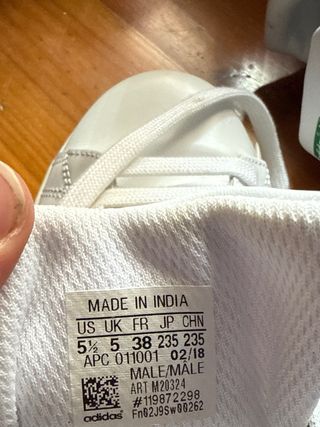 MADE IN INDIA
US UK FR JP CHN
5½ 5 38 235 235
APC 011001 02/18
MALE/MÂLE
ART M20324
#119872298
adidas Fn02J9Sw00262